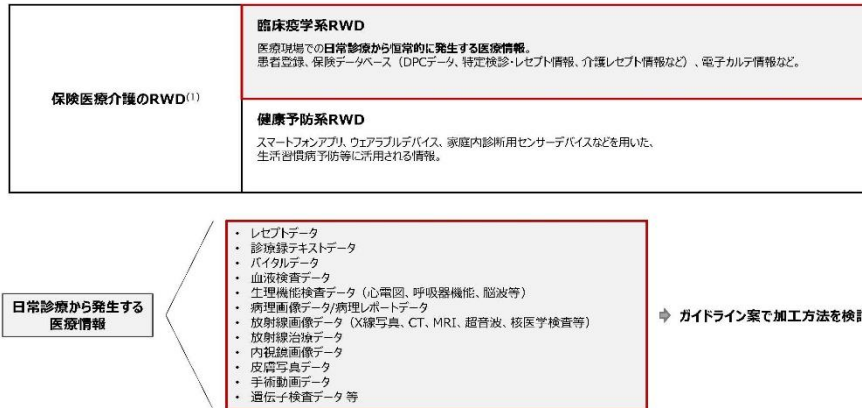 臨床疫学系RWD
医療現場での日常診療から恒常的に発生する医療情報。
患者登録、保険データベース（DPCデータ、特定検診・レセプト情報、介護レセプト情報など）、電子カルテ情報など。
保険医療介護のRWD(1)
健康予防系RWD
スマートフォンアプリ、ウェアラブルデバイス、家庭内診断用センサーデバイスなどを用いた、
生活習慣病予防等に活用される情報。
日常診療から発生する
医療情報
• レセプトデータ
• 診療録テキストデータ
• バイタルデータ
• 血液検査データ
• 生理機能検査データ（心電図、呼吸器機能、脳波等）
• 病理画像データ/病理レポートデータ
• 放射線画像データ（X線写真、CT、MRI、超音波、核医学検査等）
• 放射線治療データ
• 内視鏡画像データ
• 皮膚写真データ
• 手術動画データ
• 遺伝子検査データ 等
ガイドライン案で加工方法を検